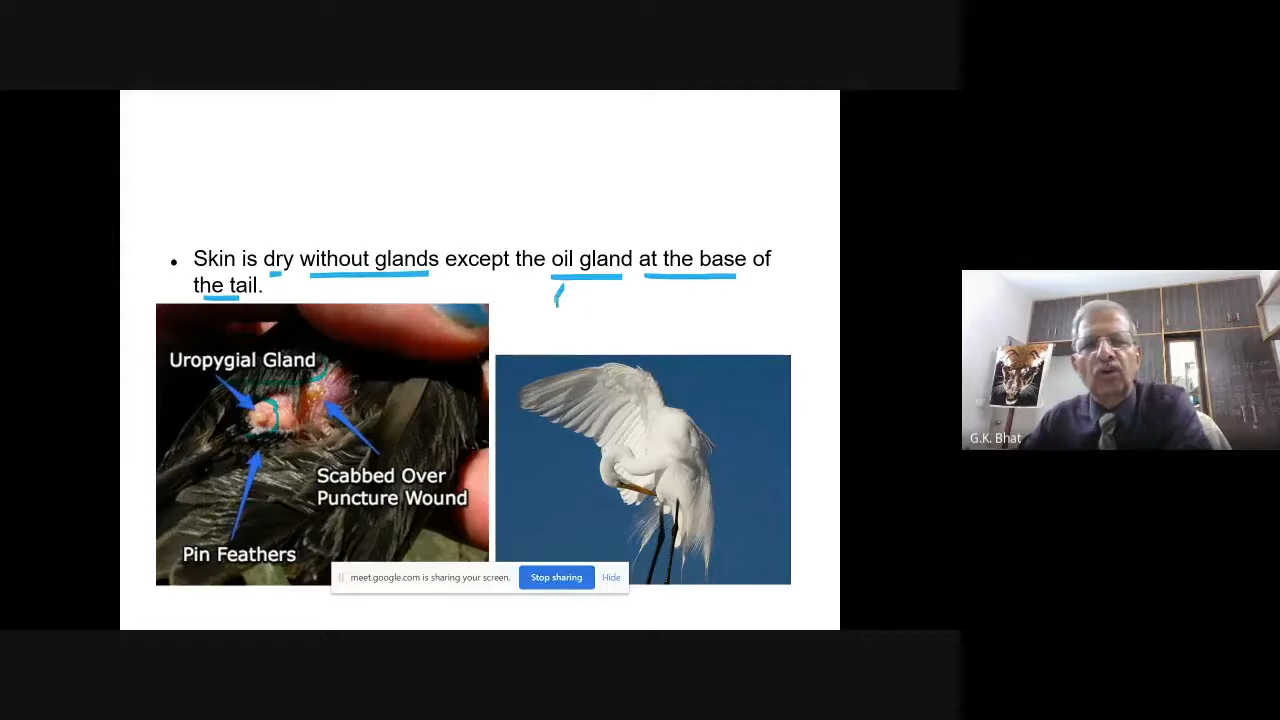 Skin is dry without glands except the oil gland at the base of
the tail.
Uropygial Gland
Scabbed Over
Puncture Wound
Pin Feathers
meet.google.com is sharing your screen.
Stop sharing
Hide
G.K. Bhat